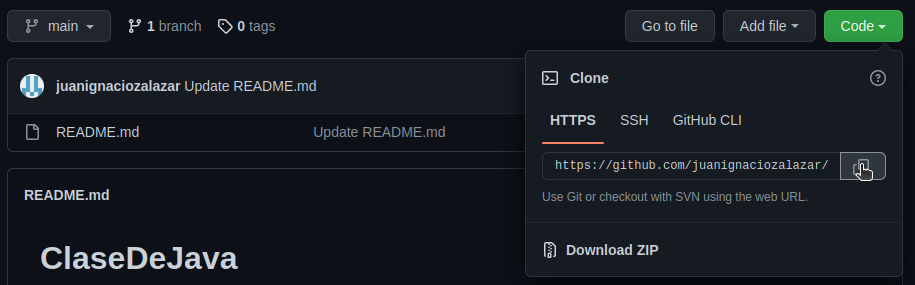 main
1 branch
0 tags
Go to file
Add file
Code
juanignaciozalazar Update README.md
README.md
Update README.md
README.md
ClaseDeJava
Clone
HTTPS
SSH
GitHub CLI
https://github.com/juanignaciozalazar/
Use Git or checkout with SVN using the web URL.
Download ZIP